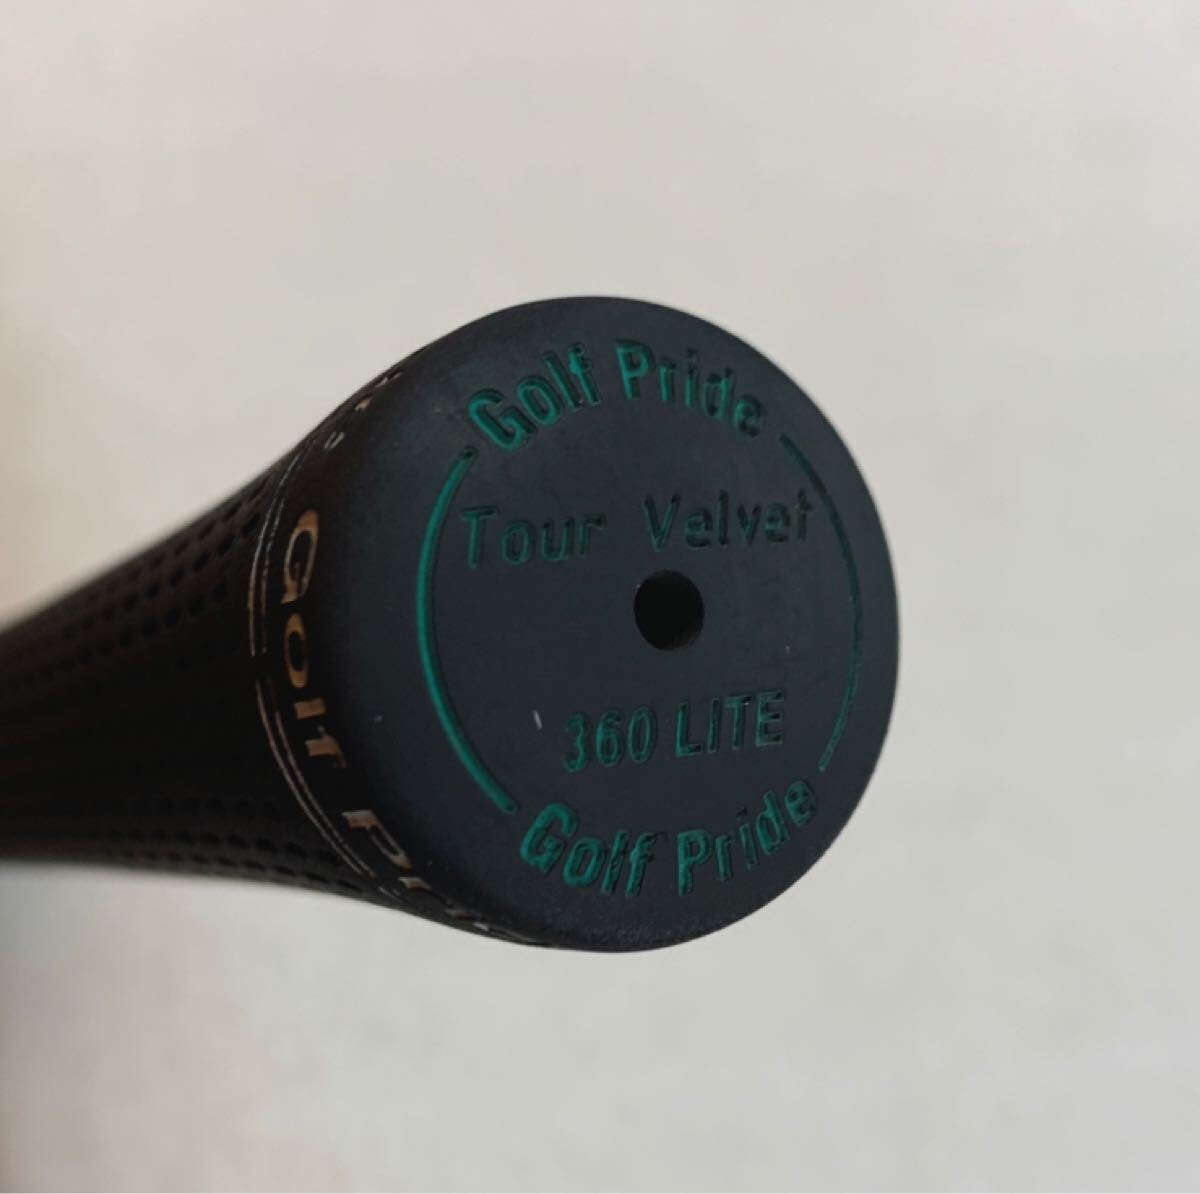 Golf Pride
Tour Velvet
360 LITE
Golf Pride
Golf